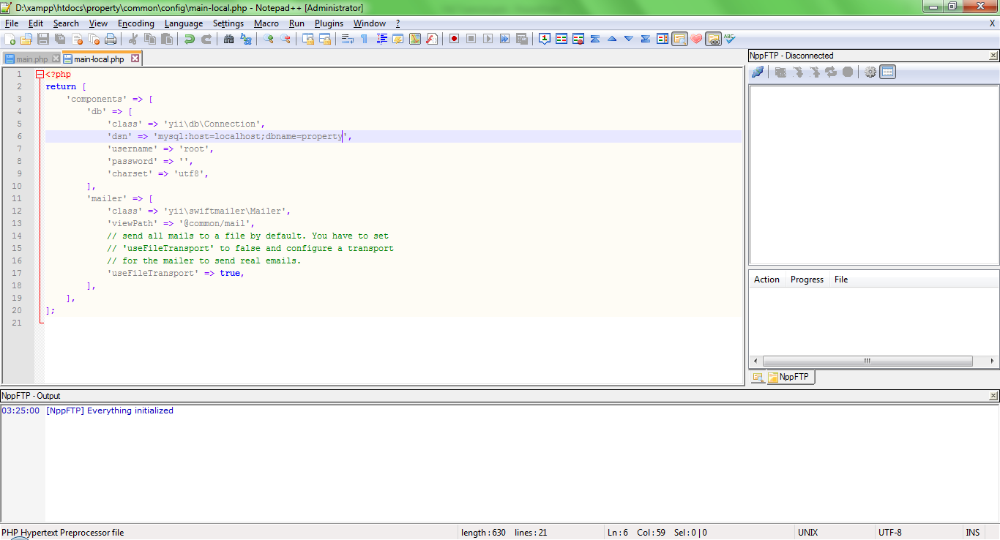 D:\xampp\htdocs\property\common\config\main-local.php - Notepad++ [Administrator]
File Edit Search View Encoding Language Settings Macro Run Plugins Window ? X
main.php main-local.php
NppFTP - Disconnected
1 <?php
2 return [
3     'components' => [
4         'db' => [
5             'class' => 'yii\db\Connection',
6             'dsn' => 'mysql:host=localhost;dbname=property',
7             'username' => 'root',
8             'password' => '',
9             'charset' => 'utf8',
10         ],
11         'mailer' => [
12             'class' => 'yii\swiftmailer\Mailer',
13             'viewPath' => '@common/mail',
14             // send all mails to a file by default. You have to set
15             // 'useFileTransport' to false and configure a transport
16             // for the mailer to send real emails.
17             'useFileTransport' => true,
18         ],
19     ],
20 ];
21
Action Progress File
NppFTP
NppFTP - Output
03:25:00 [NppFTP] Everything initialized
PHP Hypertext Preprocessor file length : 630 lines : 21 Ln : 6 Col : 59 Sel : 0 | 0 UNIX UTF-8 INS